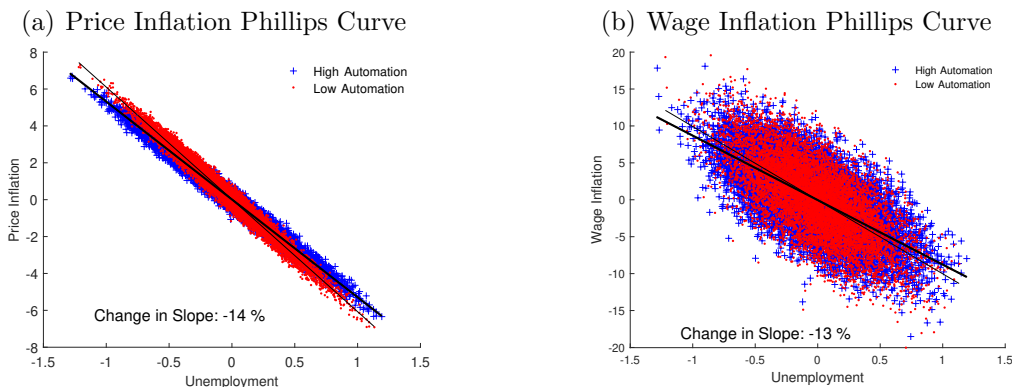 (a) Price Inflation Phillips Curve
8
6
4
2
0
-2
-4
-6
-8
Price Inflation
+ High Automation
• Low Automation
Change in Slope: -14 %
-1.5 -1 -0.5 0 0.5 1 1.5
Unemployment
(b) Wage Inflation Phillips Curve
20
15
10
5
0
-5
-10
-15
-20
Wage Inflation
+ High Automation
• Low Automation
Change in Slope: -13 %
-1.5 -1 -0.5 0 0.5 1 1.5
Unemployment